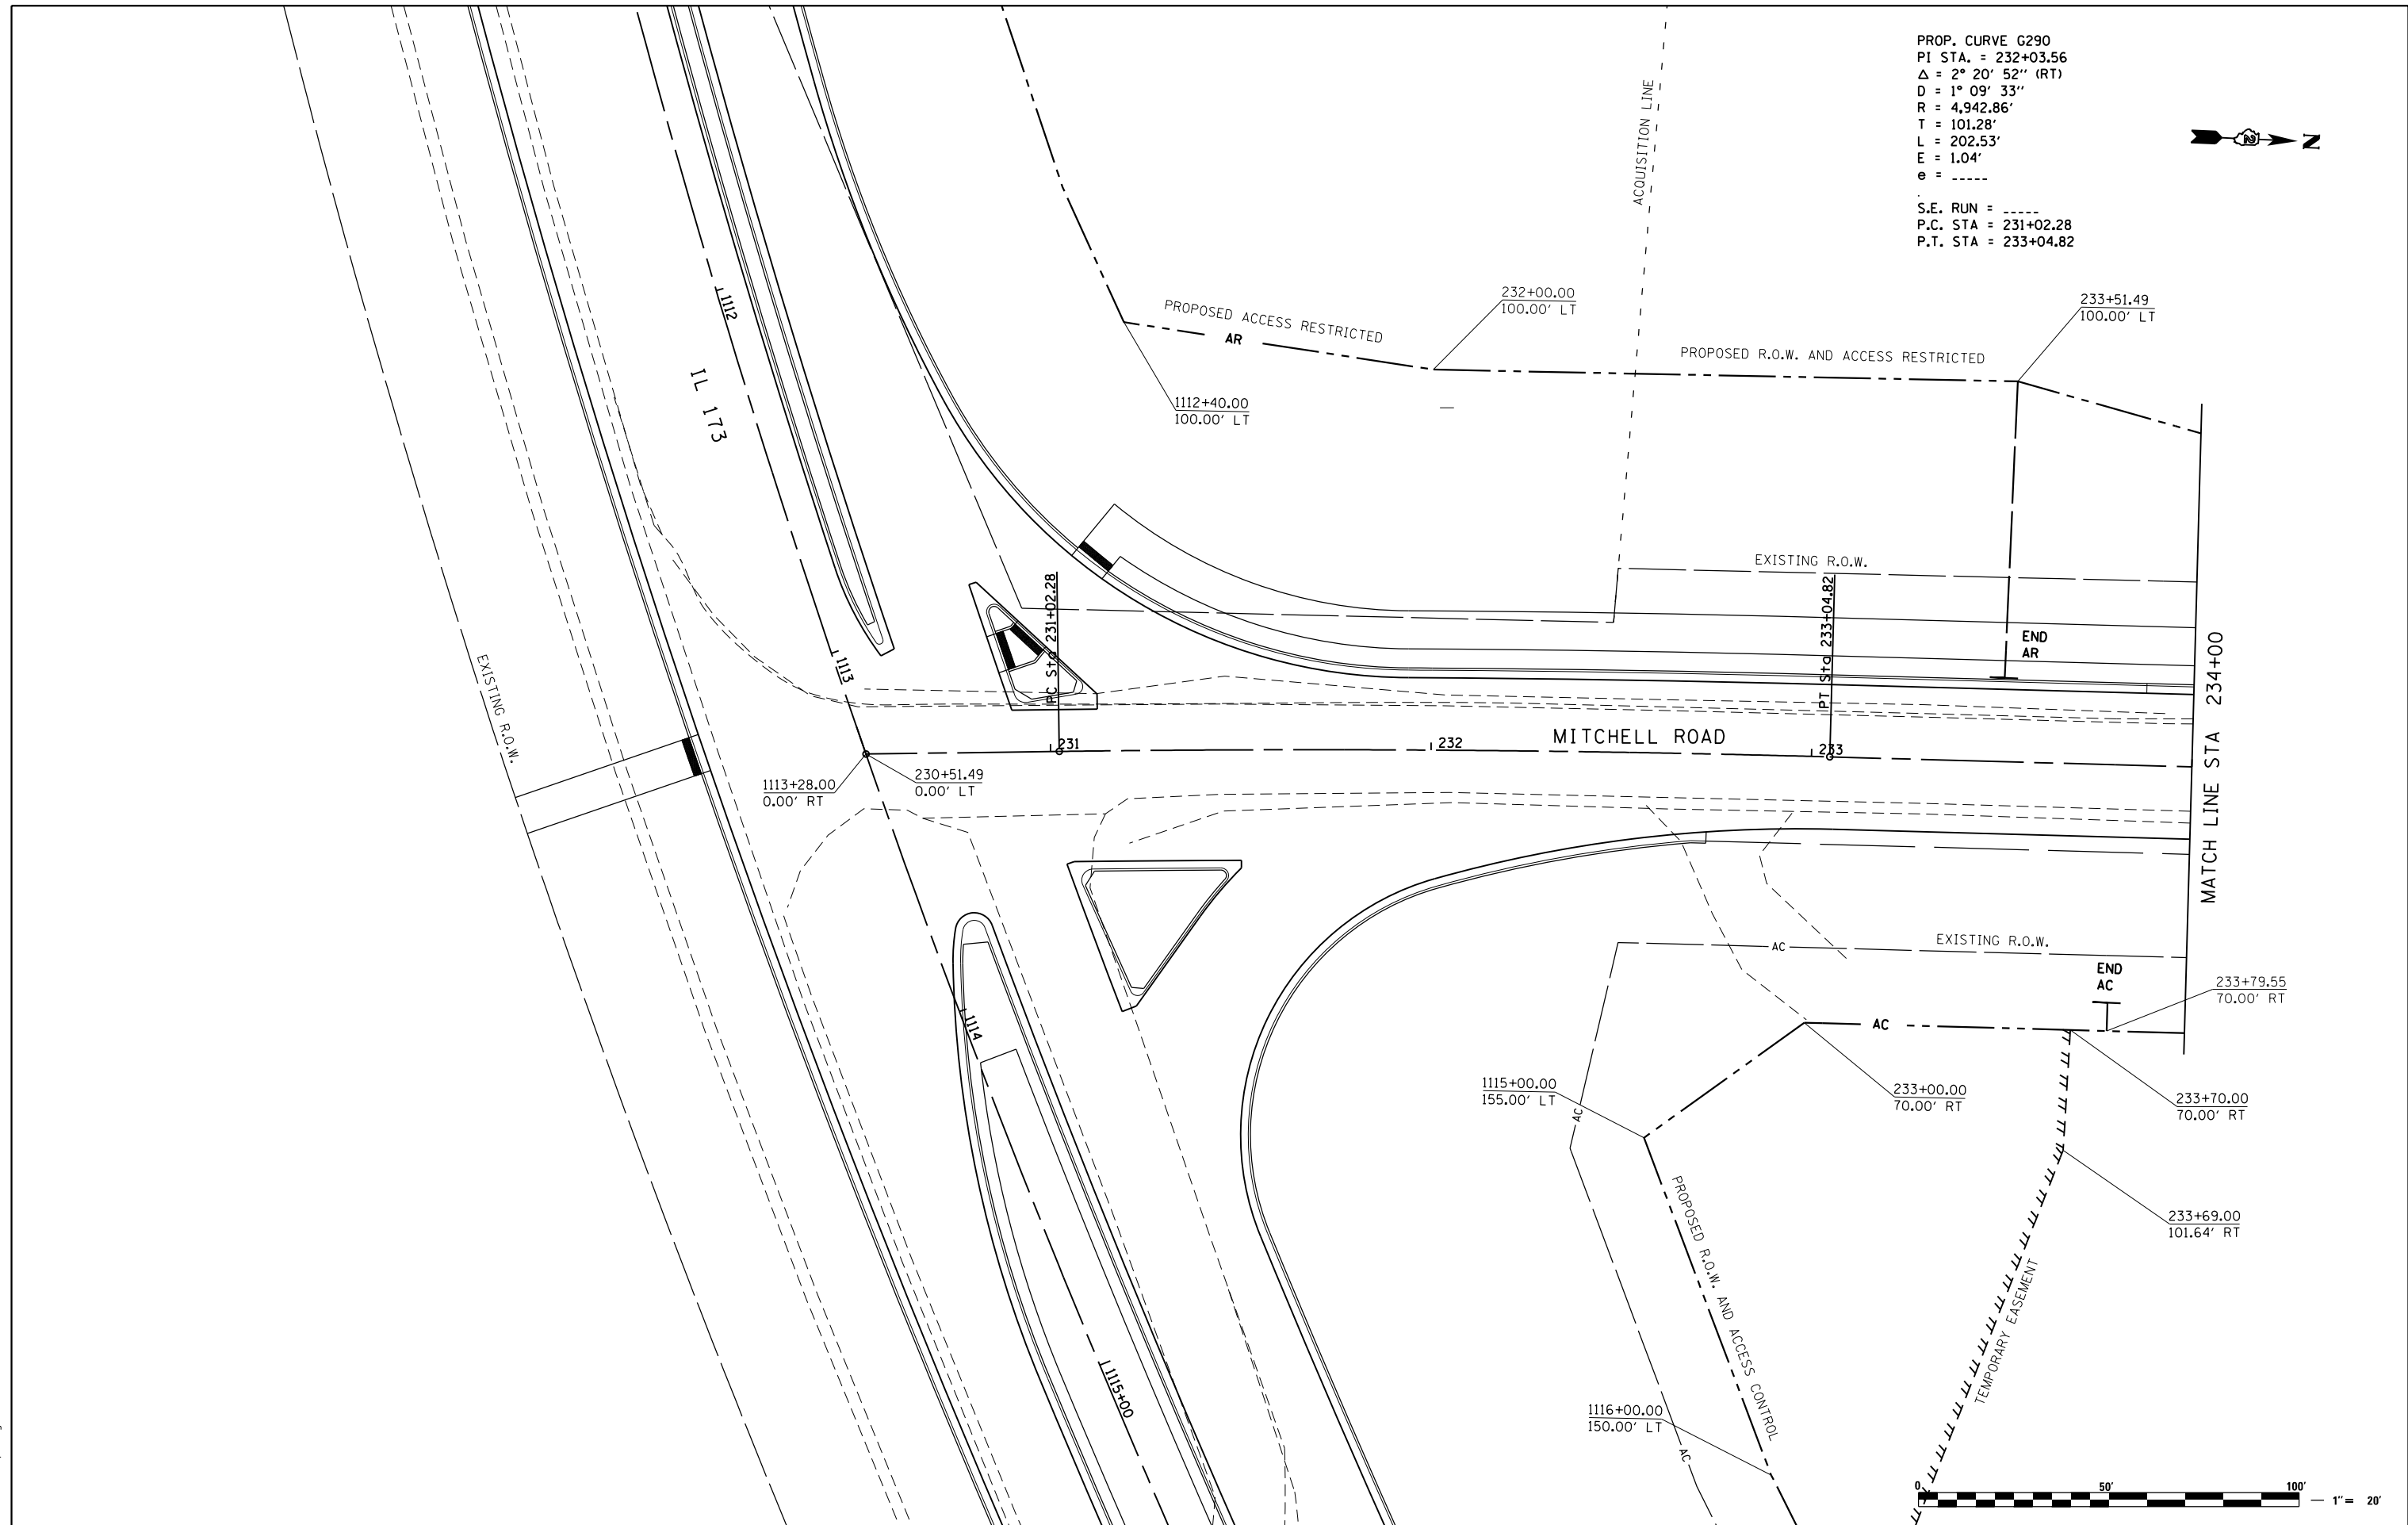 PROP. CURVE G290
PI STA. = 232+03.56
Δ = 2° 20' 52'' (RT)
D = 1° 09' 33''
R = 4,942.86'
T = 101.28'
L = 202.53'
E = 1.04'
e = -----
.
S.E. RUN = -----
P.C. STA = 231+02.28
P.T. STA = 233+04.82
N
ACQUISITION LINE
232+00.00
100.00' LT
233+51.49
100.00' LT
PROPOSED ACCESS RESTRICTED
AR
PROPOSED R.O.W. AND ACCESS RESTRICTED
1112+40.00
100.00' LT
1112
IL 173
EXISTING R.O.W.
PC Sta 231+02.28
PT Sta 233+04.82
END
AR
1113
EXISTING R.O.W.
231
232
MITCHELL ROAD
233
MATCH LINE STA 234+00
1113+28.00
0.00' RT
230+51.49
0.00' LT
AC
EXISTING R.O.W.
END
AC
233+79.55
70.00' RT
1114
AC
1115+00.00
155.00' LT
AC
233+00.00
70.00' RT
233+70.00
70.00' RT
233+69.00
101.64' RT
PROPOSED R.O.W. AND ACCESS CONTROL
TEMPORARY EASEMENT
1115+00
1116+00.00
150.00' LT
AC
0 50' 100'
1" = 20'